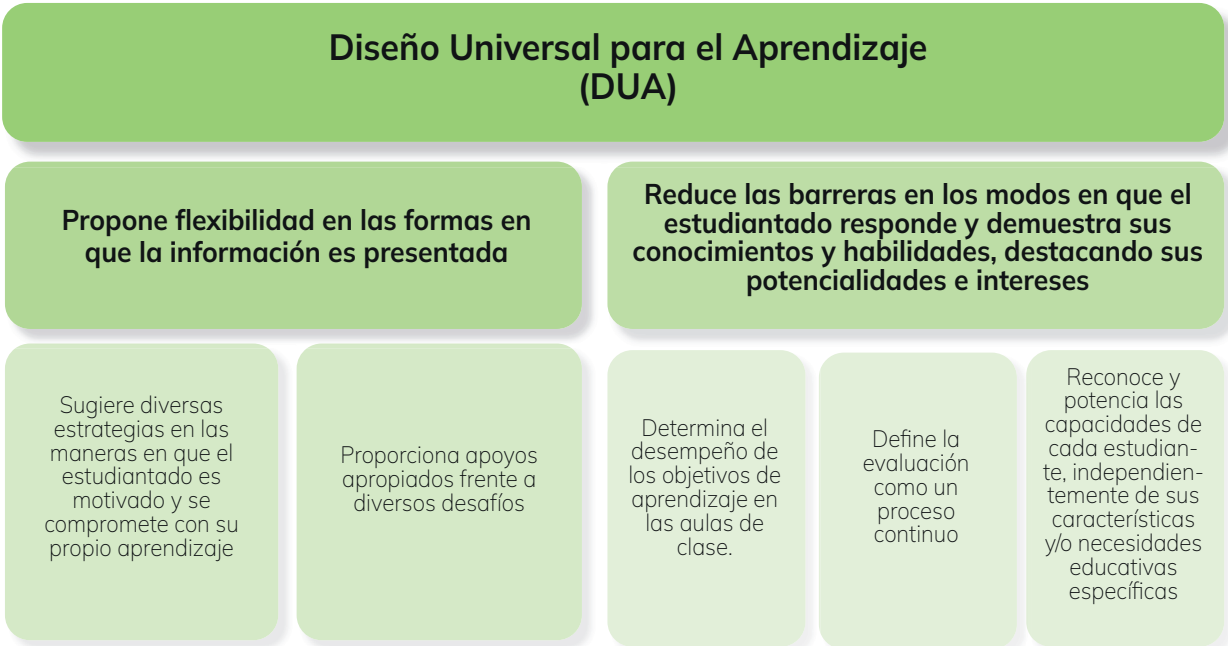 Diseño Universal para el Aprendizaje
(DUA)
Propone flexibilidad en las formas en
que la información es presentada
Reduce las barreras en los modos en que el
estudiantado responde y demuestra sus
conocimientos y habilidades, destacando sus
potencialidades e intereses
Sugiere diversas
estrategias en las
maneras en que el
estudiantado es
motivado y se
compromete con su
propio aprendizaje
Proporciona apoyos
apropiados frente a
diversos desafíos
Determina el
desempeño de
los objetivos de
aprendizaje en
las aulas de
clase.
Define la
evaluación
como un
proceso
continuo
Reconoce y
potencia las
capacidades de
cada estudian-
te, independien-
temente de sus
características
y/o necesidades
educativas
específicas